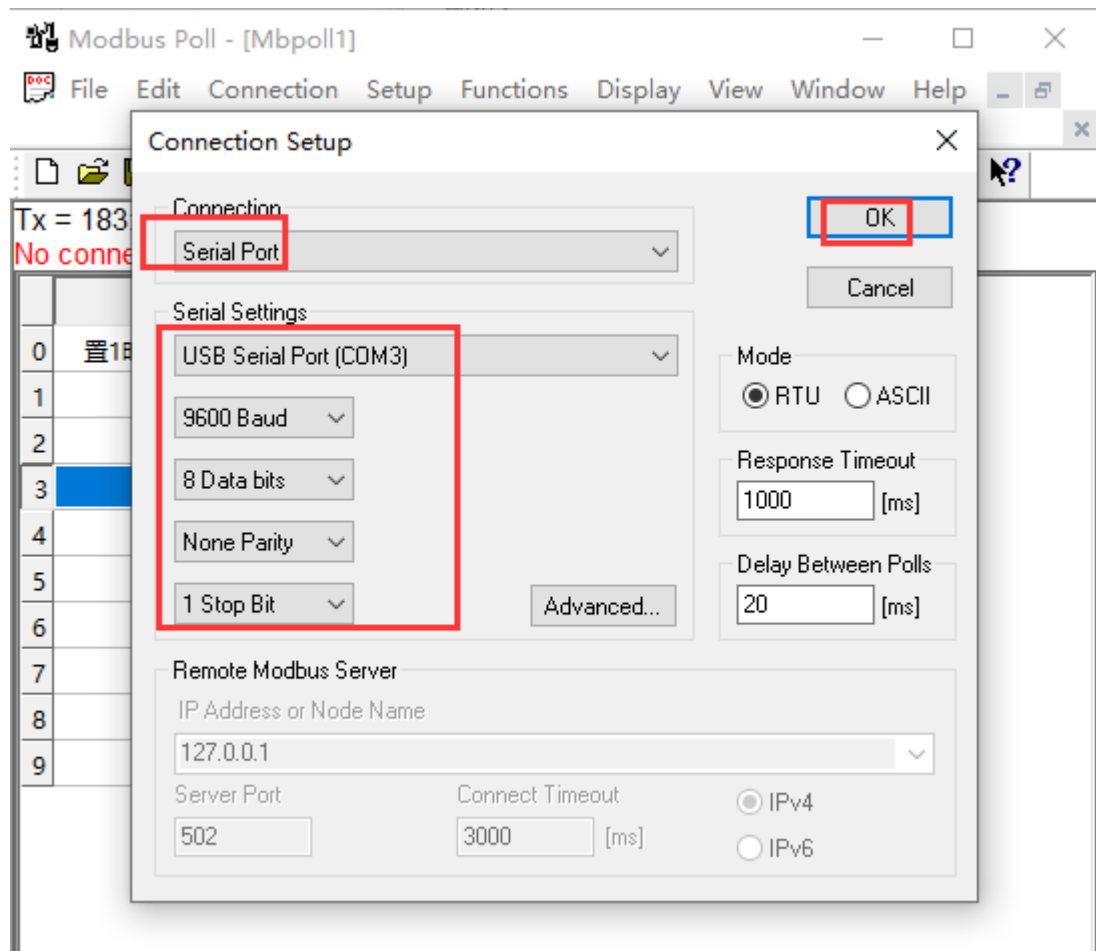 Modbus Poll - [Mbpoll1]
File Edit Connection Setup Functions Display View Window Help
Connection Setup
Tx = 183
No conne
Connection
Serial Port
OK
Cancel
Serial Settings
USB Serial Port (COM3)
9600 Baud
8 Data bits
None Parity
1 Stop Bit
Advanced...
Mode
RTU ASCII
Response Timeout
1000 [ms]
Delay Between Polls
20 [ms]
0 置1
1
2
3
4
5
6
7
8
9
Remote Modbus Server
IP Address or Node Name
127.0.0.1
Server Port
502
Connect Timeout
3000 [ms]
IPv4
IPv6